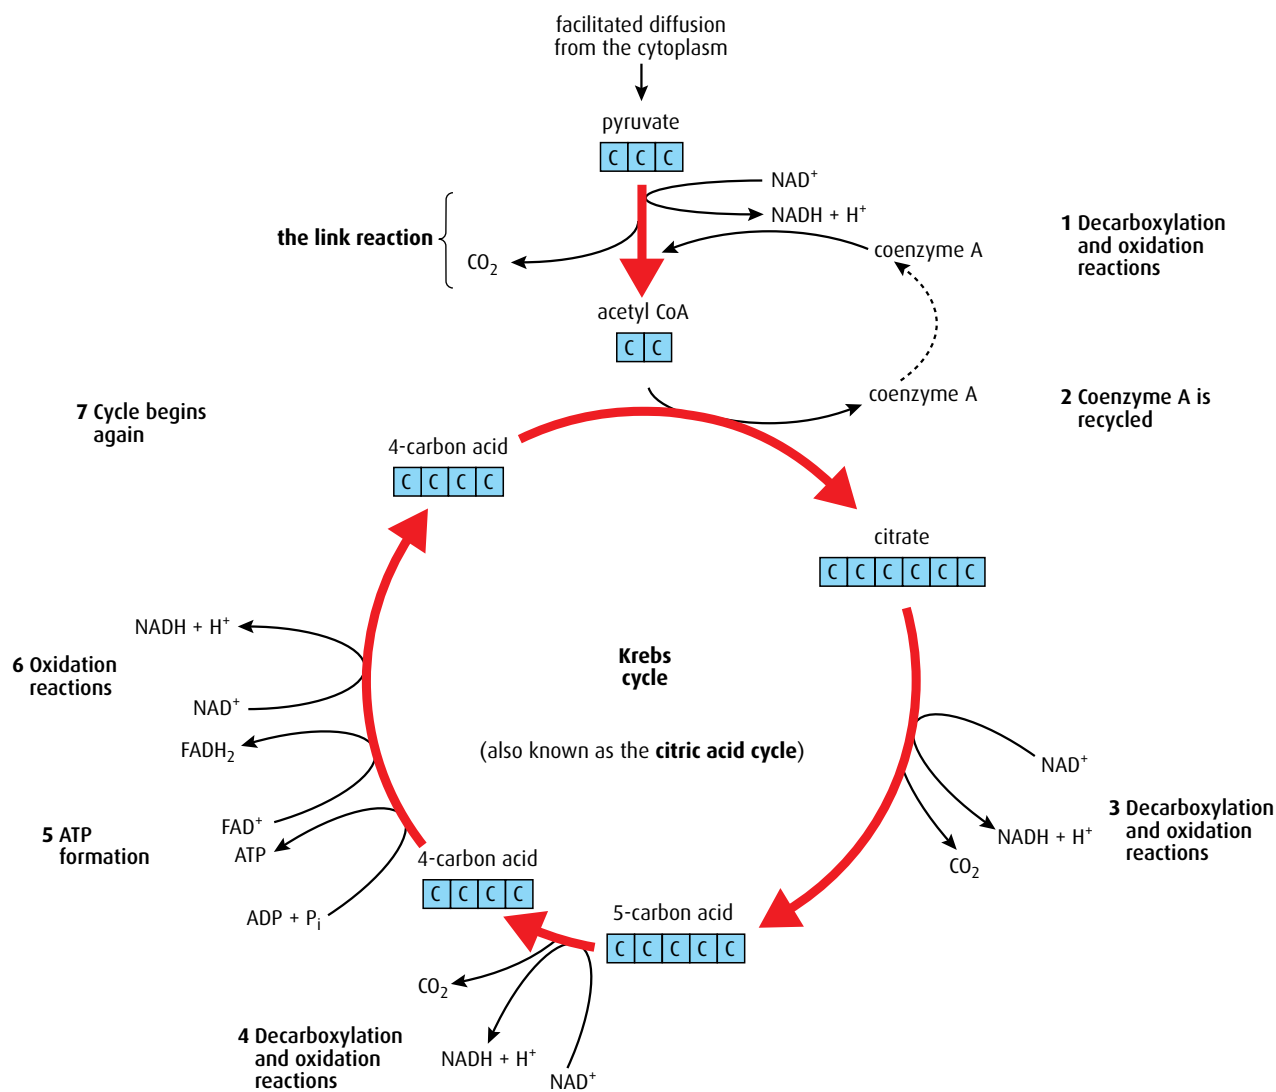 facilitated diffusion
from the cytoplasm
pyruvate
C C C
NAD⁺
NADH + H⁺
the link reaction
CO₂
coenzyme A
1 Decarboxylation
and oxidation
reactions
acetyl CoA
C C
coenzyme A
2 Coenzyme A is
recycled
7 Cycle begins
again
4-carbon acid
C C C C
citrate
C C C C C C
NADH + H⁺
6 Oxidation
reactions
NAD⁺
FADH₂
Krebs
cycle
(also known as the citric acid cycle)
NAD⁺
NADH + H⁺
CO₂
3 Decarboxylation
and oxidation
reactions
5 ATP
formation
FAD⁺
ATP
ADP + Pᵢ
4-carbon acid
C C C C
5-carbon acid
C C C C C
CO₂
4 Decarboxylation
and oxidation
reactions
NADH + H⁺
NAD⁺